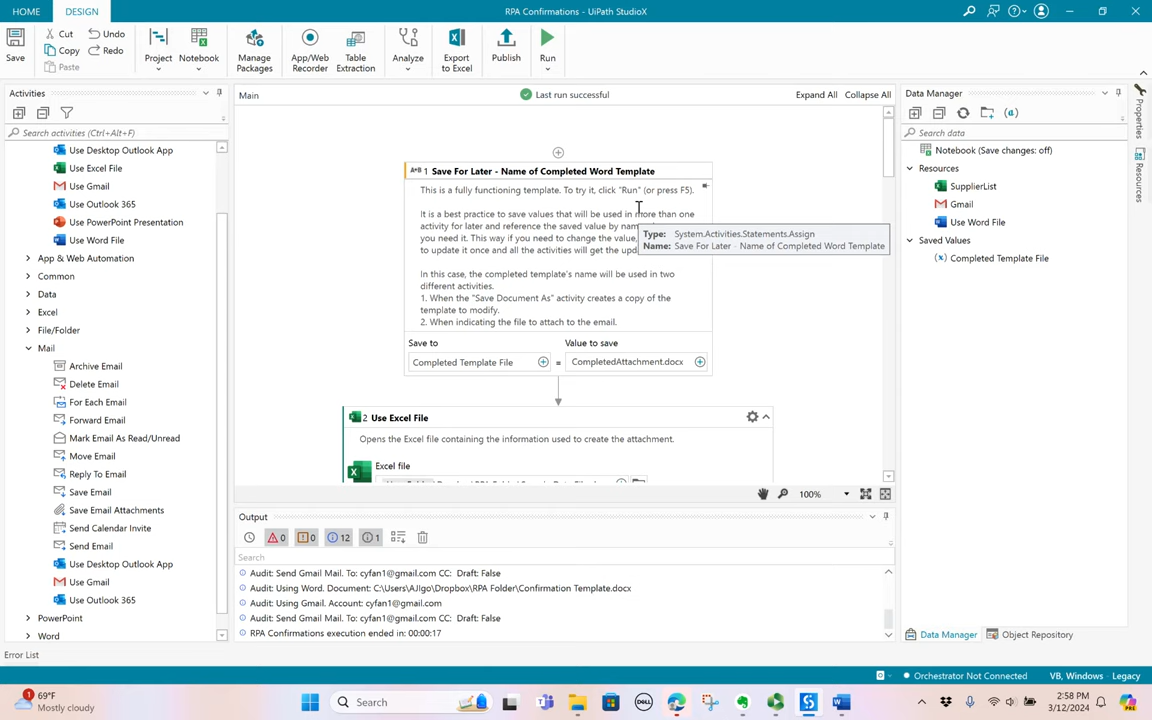 HOME
DESIGN
RPA Confirmations - UiPath StudioX
Save
Cut
Copy
Paste
Undo
Redo
Project
Notebook
Manage
Packages
App/Web
Recorder
Table
Extraction
Analyze
Export
to Excel
Publish
Run
Activities
Search activities (Ctrl+Alt+F)
Use Desktop Outlook App
Use Excel File
Use Gmail
Use Outlook 365
Use PowerPoint Presentation
Use Word File
App & Web Automation
Common
Data
Excel
File/Folder
Mail
Archive Email
Delete Email
For Each Email
Forward Email
Mark Email As Read/Unread
Move Email
Reply To Email
Save Email
Save Email Attachments
Send Calendar Invite
Send Email
Use Desktop Outlook App
Use Gmail
Use Outlook 365
PowerPoint
Word
Main
Last run successful
Expand All
Collapse All
A*B 1 Save For Later - Name of Completed Word Template
This is a fully functioning template. To try it, click "Run" (or press F5).
It is a best practice to save values that will be used in more than one
activity for later and reference the saved value by nam
you need it. This way if you need to change the value,
to update it once and all the activities will get the upd
In this case, the completed template's name will be used in two
different activities.
1. When the "Save Document As" activity creates a copy of the
template to modify.
2. When indicating the file to attach to the email.
Type: System.Activities.Statements.Assign
Name: Save For Later - Name of Completed Word Template
Save to
Value to save
Completed Template File
=
CompletedAttachment.docx
2 Use Excel File
Opens the Excel file containing the information used to create the attachment.
Excel file
100%
Output
0
0
12
1
Search
Audit: Send Gmail Mail. To: cyfan1@gmail.com CC: Draft: False
Audit: Using Word. Document: C:\Users\AJIgo\Dropbox\RPA Folder\Confirmation Template.docx
Audit: Using Gmail. Account: cyfan1@gmail.com
Audit: Send Gmail Mail. To: cyfan1@gmail.com CC: Draft: False
RPA Confirmations execution ended in: 00:00:17
Data Manager
Search data
Notebook (Save changes: off)
Resources
SupplierList
Gmail
Use Word File
Saved Values
(x) Completed Template File
Data Manager
Object Repository
Properties
Resources
Error List
Orchestrator Not Connected
VB, Windows - Legacy
1
69°F
Mostly cloudy
Search
2:58 PM
3/12/2024